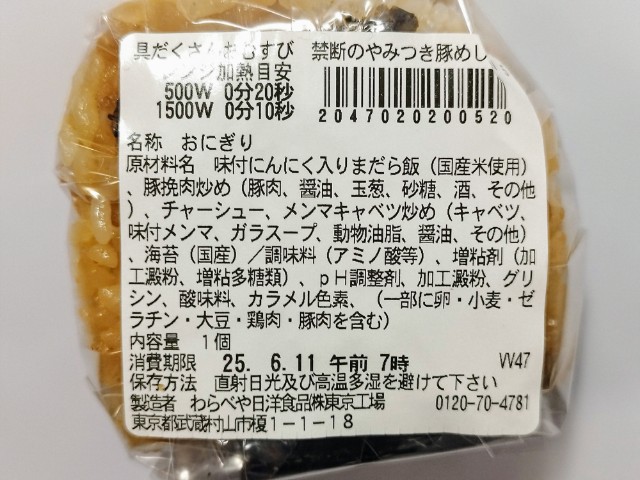 具だくさんおむすび 禁断のやみつき豚めし
レンジ加熱目安
500W 0分20秒
1500W 0分10秒
2047020200520
名称 おにぎり
原材料名 味付にんにく入りまだら飯（国産米使用）
、豚挽肉炒め（豚肉、醤油、玉葱、砂糖、酒、その他）
、チャーシュー、メンマキャベツ炒め（キャベツ、
味付メンマ、ガラスープ、動物油脂、醤油、その他）
、海苔（国産）／調味料（アミノ酸等）、増粘剤（加
工澱粉、増粘多糖類）、ｐＨ調整剤、加工澱粉、グリ
シン、酸味料、カラメル色素、（一部に卵・小麦・ゼ
ラチン・大豆・鶏肉・豚肉を含む）
内容量 1個
消費期限 25. 6.11 午前 7時 VV47
保存方法 直射日光及び高温多湿を避けて下さい
製造者 わらべや日洋食品㈱東京工場 0120-70-4781
東京都武蔵村山市榎1-1-18